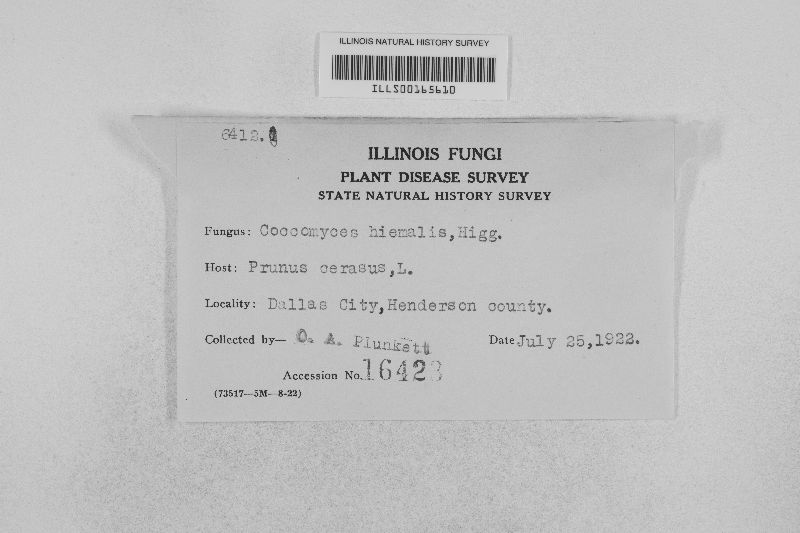 ILLINOIS NATURAL HISTORY SURVEY
ILLS00165610
6412.
ILLINOIS FUNGI
PLANT DISEASE SURVEY
STATE NATURAL HISTORY SURVEY
Fungus: Coccomyces hiemalis,Higg.
Host: Prunus cerasus,L.
Locality: Dallas City,Henderson county.
Collected by— O. A. Plunkett Date July 25,1922.
Accession No. 16423
(73517—5M—8-22)